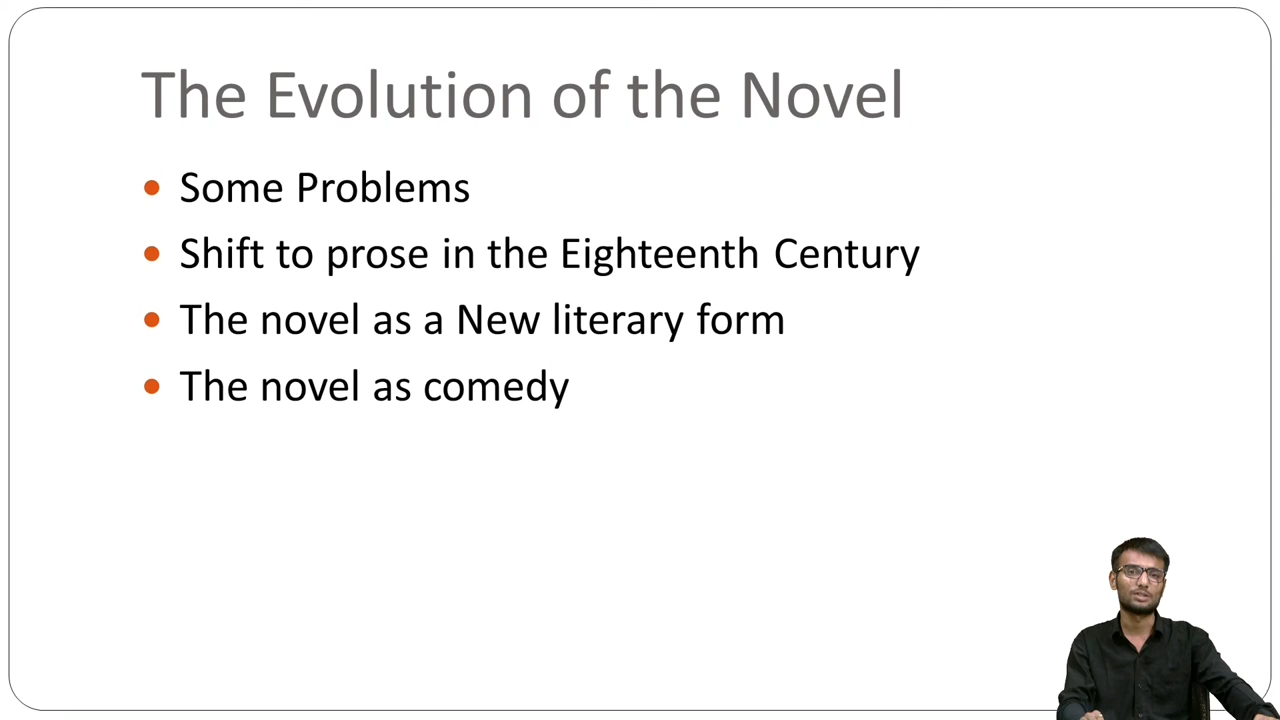 The Evolution of the Novel
Some Problems
Shift to prose in the Eighteenth Century
The novel as a New literary form
The novel as comedy